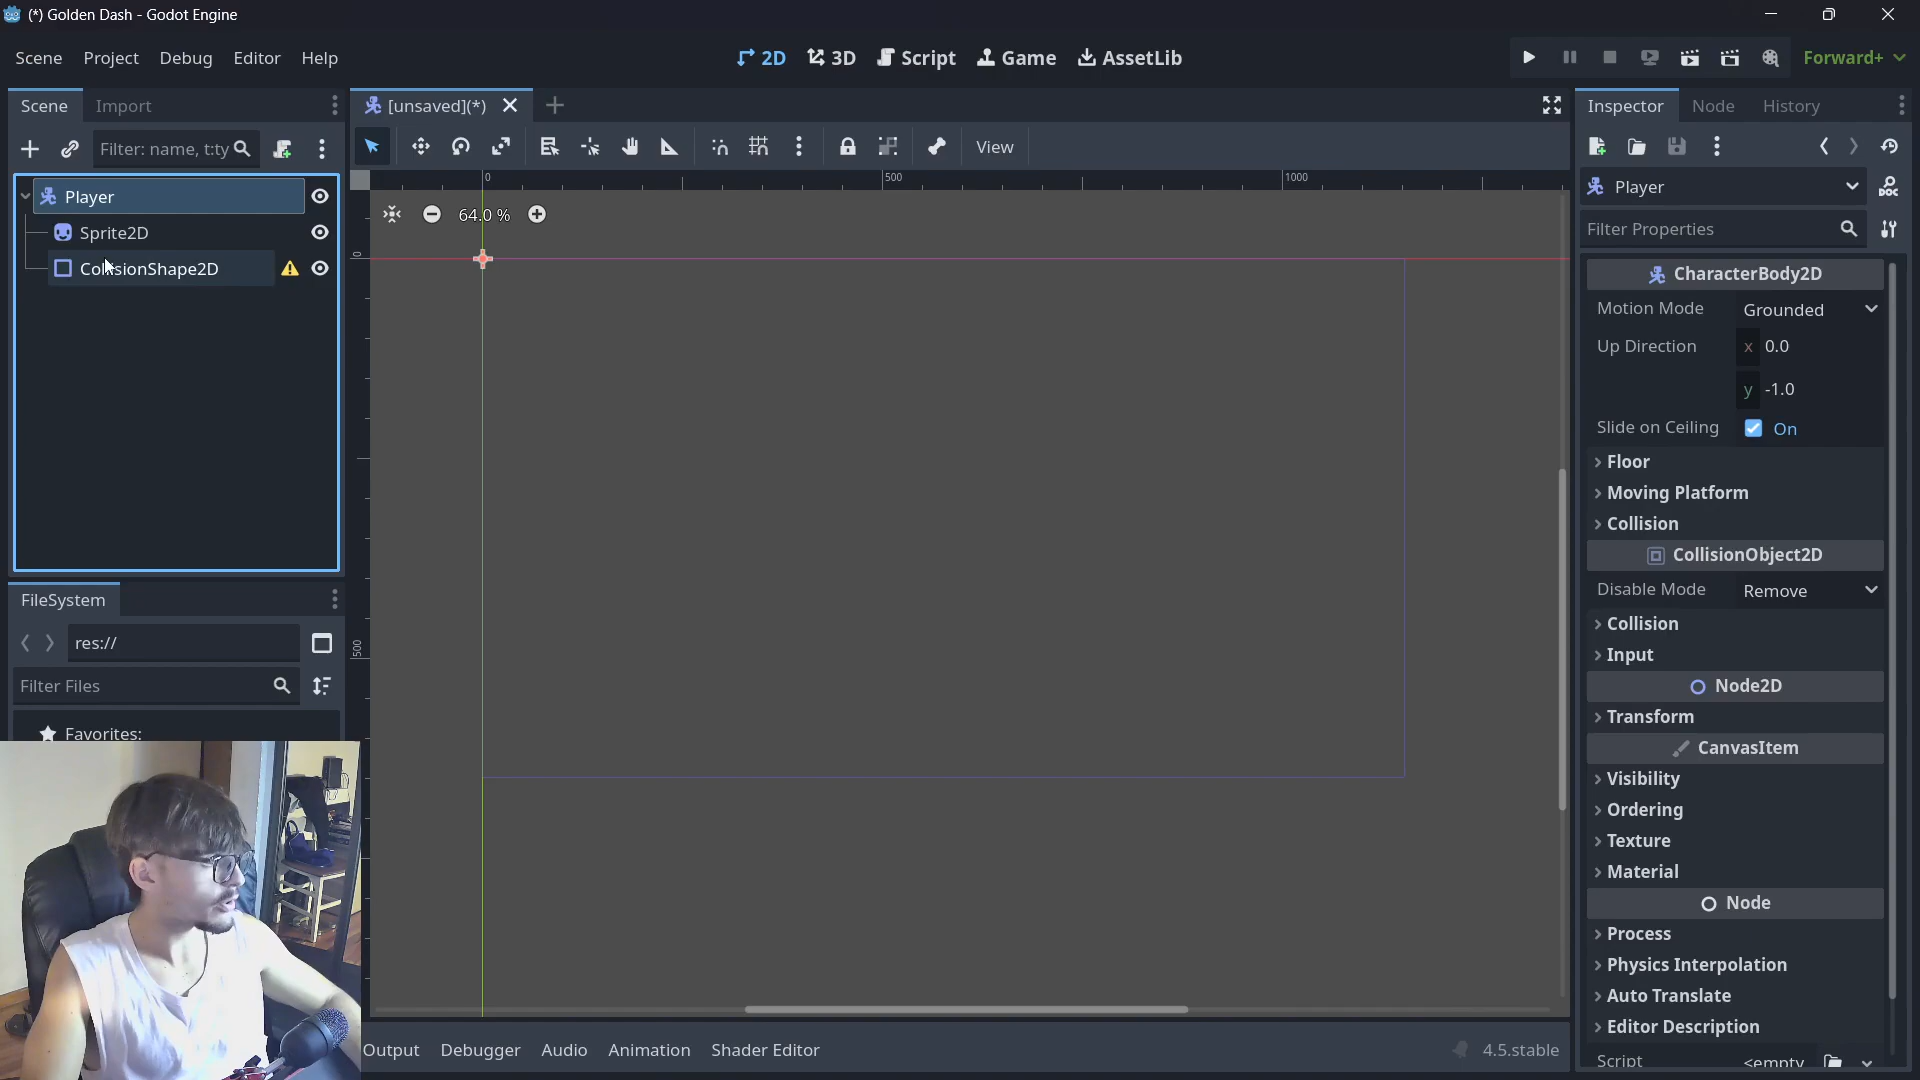 (*) Golden Dash - Godot Engine
Scene Project Debug Editor Help
2D 3D Script Game AssetLib
Forward+
Scene Import
[unsaved](*)
Inspector Node History
Filter: name, t:ty
View
Player
Sprite2D
CollisionShape2D
0 500 1000
64.0 %
0
500
Player
Filter Properties
CharacterBody2D
Motion Mode Grounded
Up Direction x 0.0
y -1.0
Slide on Ceiling On
Floor
Moving Platform
Collision
CollisionObject2D
Disable Mode Remove
Collision
Input
Node2D
Transform
CanvasItem
Visibility
Ordering
Texture
Material
Node
Process
Physics Interpolation
Auto Translate
Editor Description
Script <empty
FileSystem
res://
Filter Files
Favorites:
Output Debugger Audio Animation Shader Editor
4.5.stable